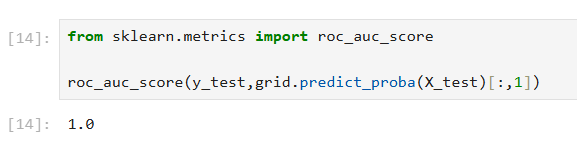 [14]: from sklearn.metrics import roc_auc_score
roc_auc_score(y_test,grid.predict_proba(X_test)[:,1])
[14]: 1.0